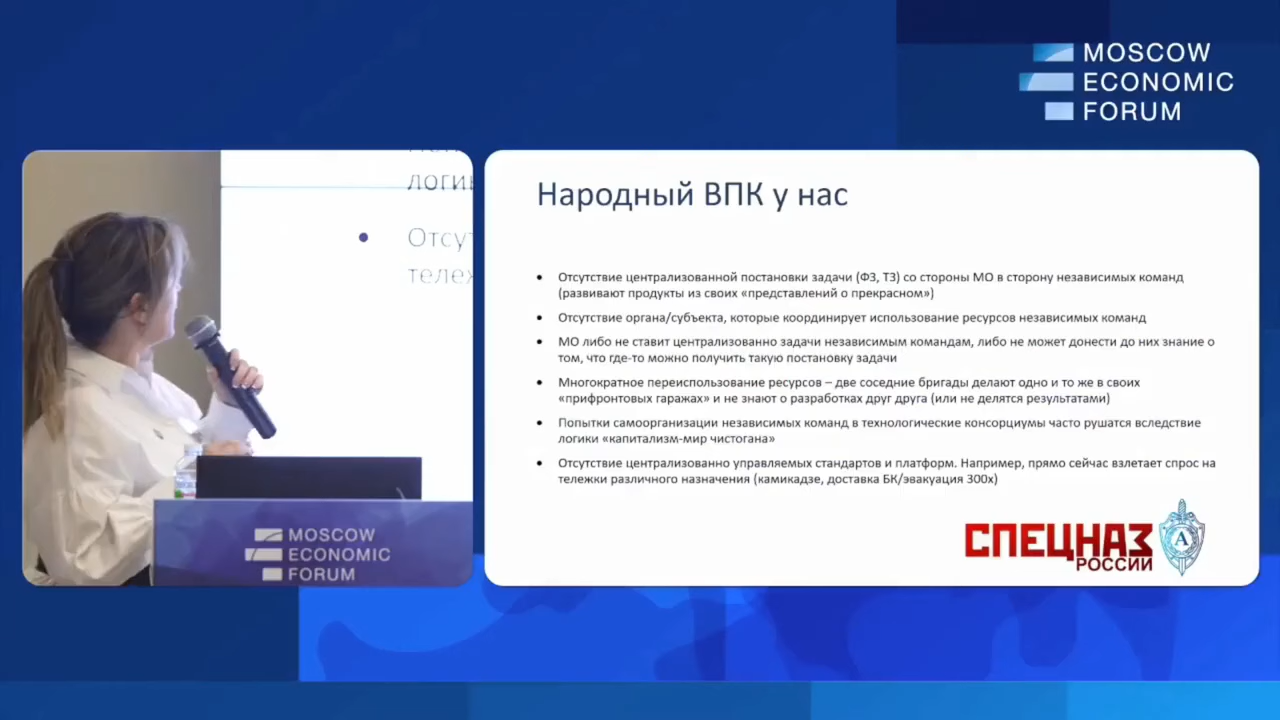 MOSCOW
ECONOMIC
FORUM
логи
Отсу
теле
MOSCOW
ECONOMIC
FORUM
Народный ВПК у нас
• Отсутствие централизованной постановки задачи (ФЗ, ТЗ) со стороны МО в сторону независимых команд
(развивают продукты из своих «представлений о прекрасном»)
• Отсутствие органа/субъекта, которые координирует использование ресурсов независимых команд
• МО либо не ставит централизованно задачи независимым командам, либо не может донести до них знание о
том, что где-то можно получить такую постановку задачи
• Многократное переиспользование ресурсов – две соседние бригады делают одно и то же в своих
«прифронтовых гаражах» и не знают о разработках друг друга (или не делятся результатами)
• Попытки самоорганизации независимых команд в технологические консорциумы часто рушатся вследствие
логики «капитализм-мир чистогана»
• Отсутствие централизованно управляемых стандартов и платформ. Например, прямо сейчас взлетает спрос на
тележки различного назначения (камикадзе, доставка БК/эвакуация 300х)
СПЕЦНАЗ
РОССИИ
А